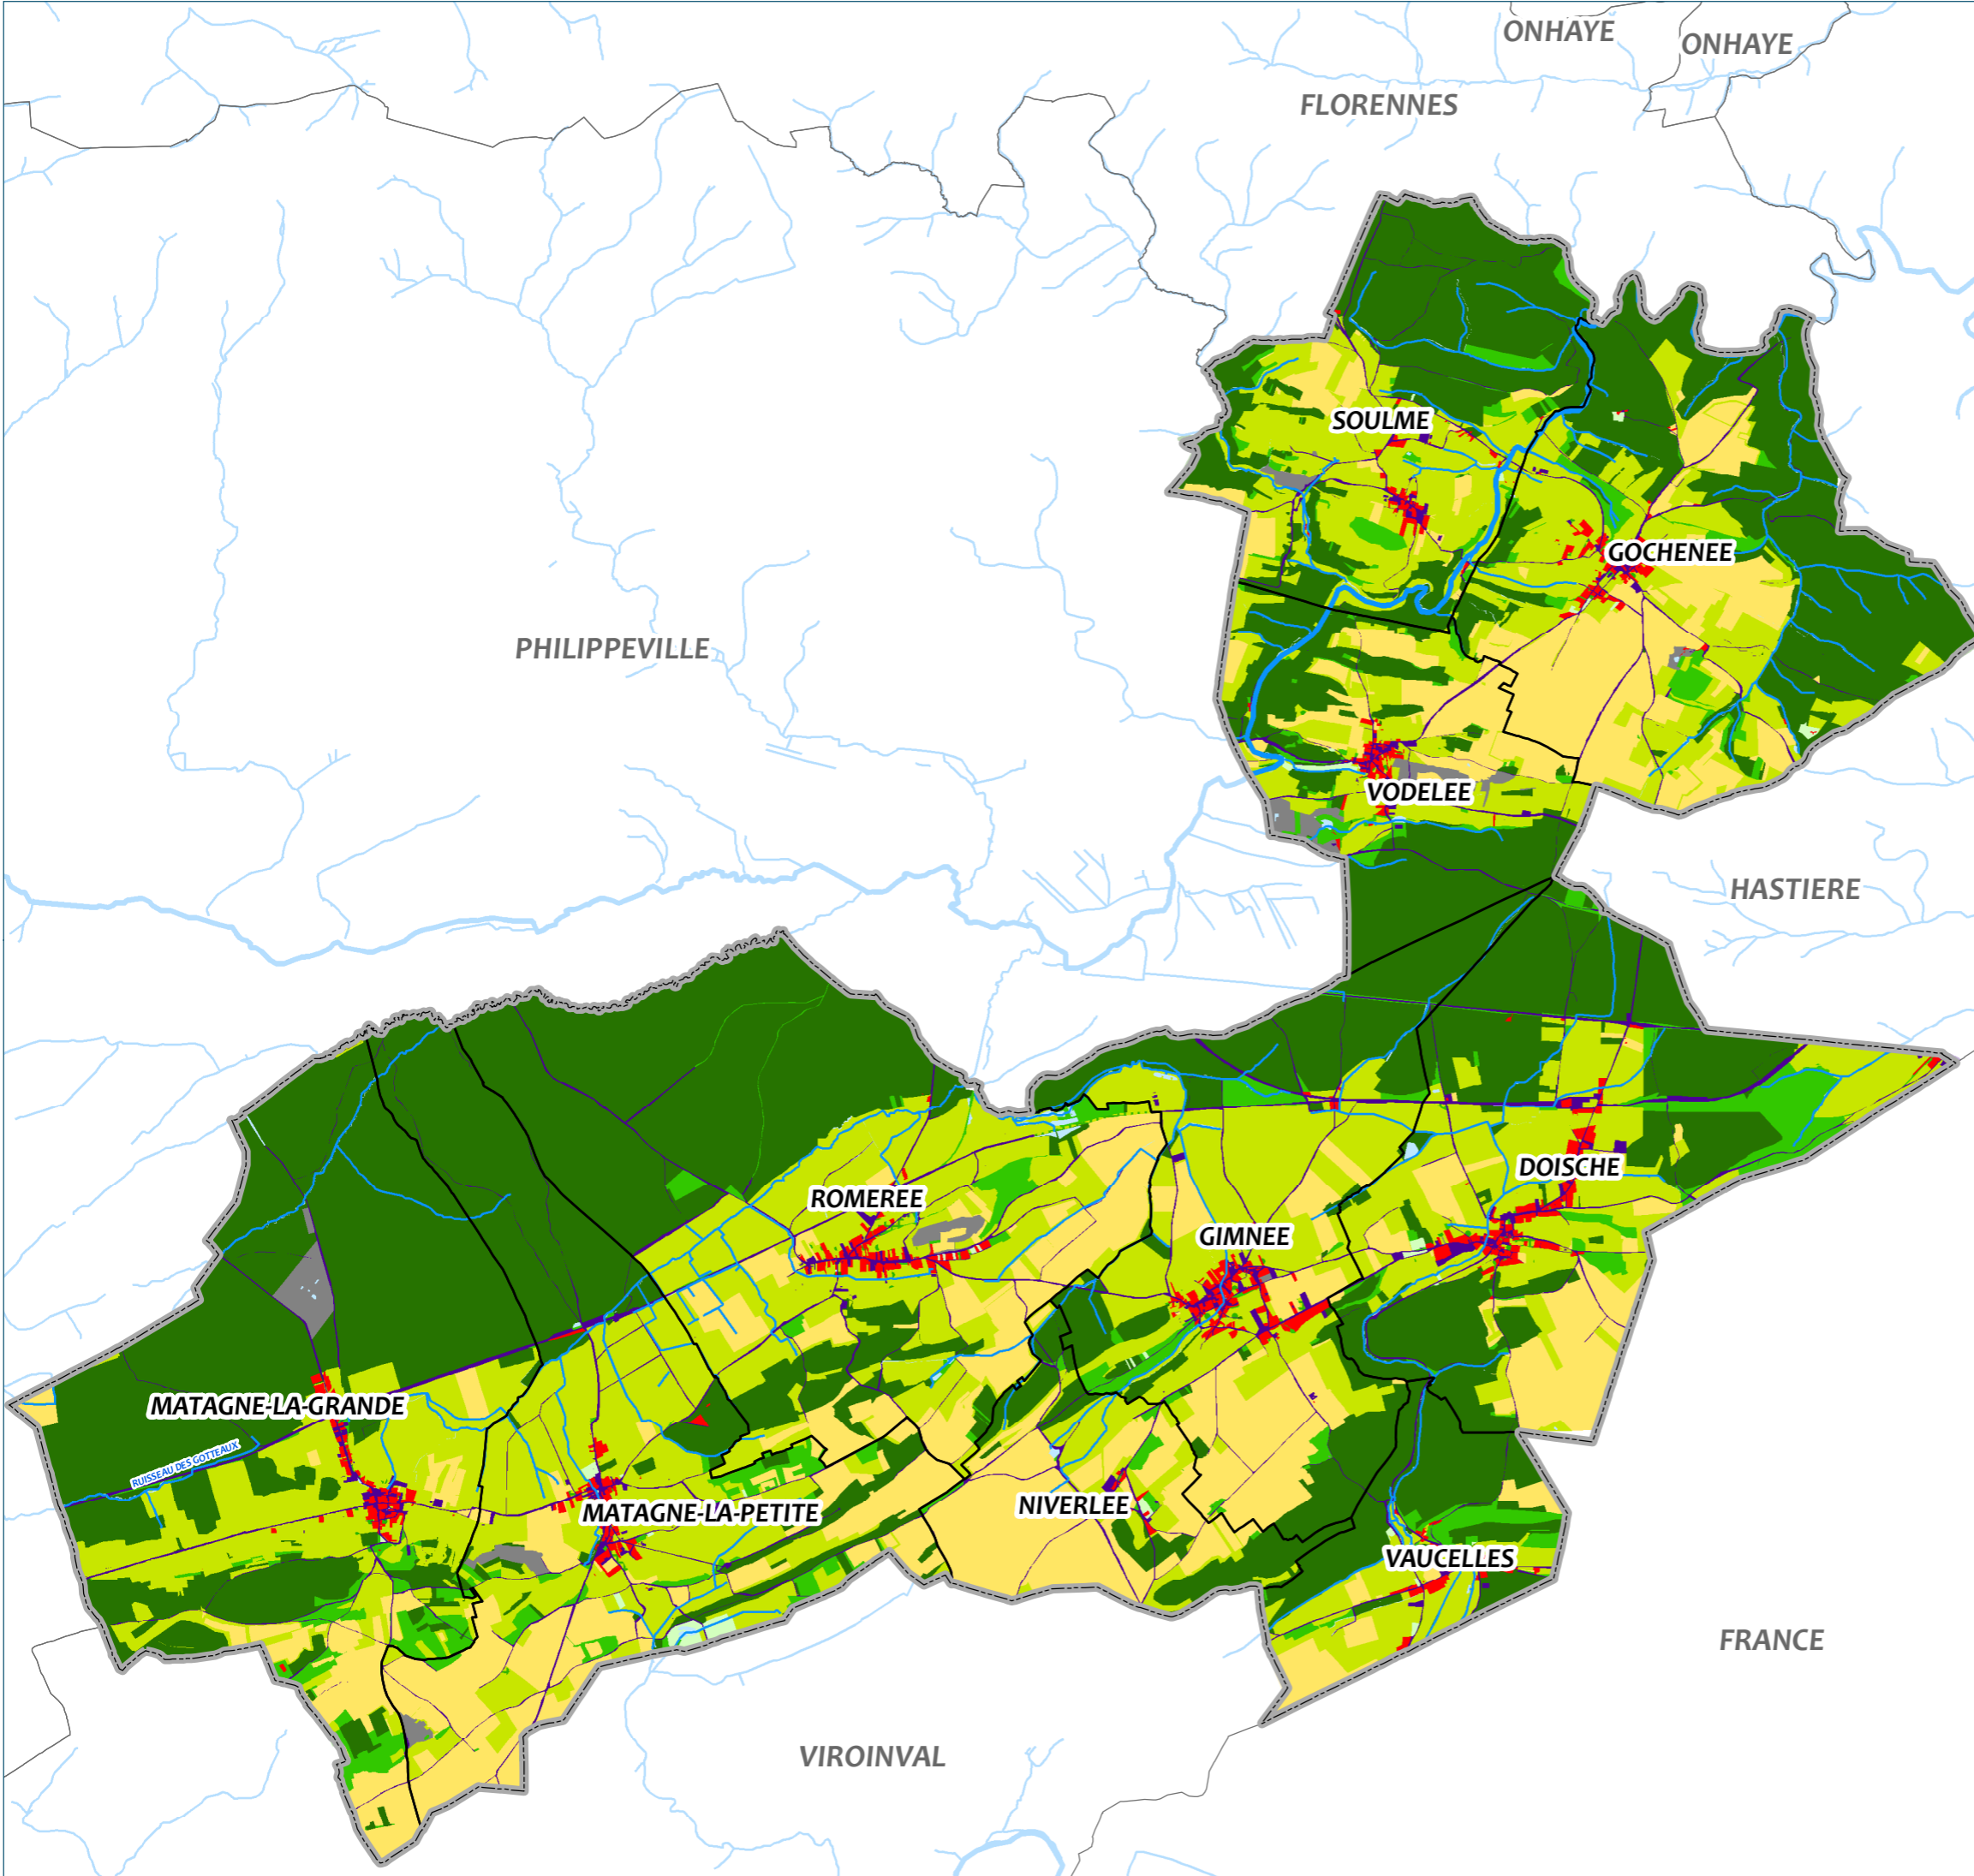 ONHAYE
ONHAYE
FLORENNES
SOULME
GOCHENEE
PHILIPPEVILLE
VODELEE
HASTIERE
DOISCHE
ROMEREE
GIMNEE
MATAGNE-LA-GRANDE
RUISSEAU DES GOTTEAUX
NIVERLEE
MATAGNE-LA-PETITE
VAUCELLES
FRANCE
VIROINVAL